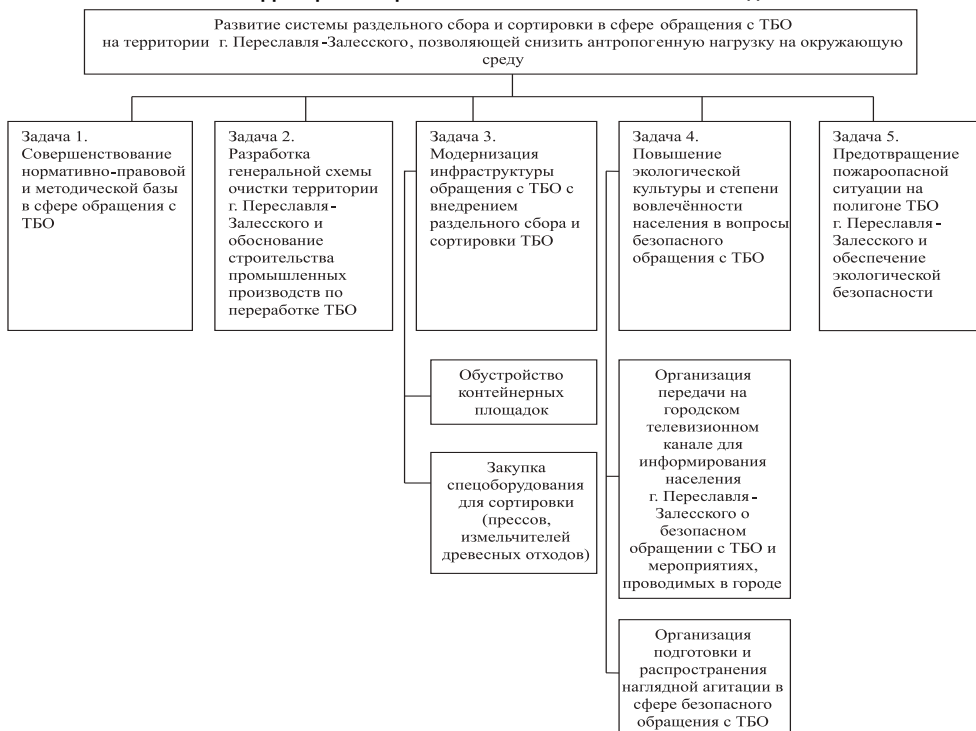 Развитие системы раздельного сбора и сортировки в сфере обращения с ТБО
на территории г. Переславля-Залесского, позволяющей снизить антропогенную нагрузку на окружающую
среду
Задача 1.
Совершенствование
нормативно-правовой
и методической базы
в сфере обращения с
ТБО
Задача 2.
Разработка
генеральной схемы
очистки территории
г. Переславля-
Залесского и
обоснование
строительства
промышленных
производств по
переработке ТБО
Задача 3.
Модернизация
инфраструктуры
обращения с ТБО с
внедрением
раздельного сбора и
сортировки ТБО
Задача 4.
Повышение
экологической
культуры и степени
вовлечённости
населения в вопросы
безопасного
обращения с ТБО
Задача 5.
Предотвращение
пожароопасной
ситуации на
полигоне ТБО
г. Переславля-
Залесского и
обеспечение
экологической
безопасности
Обустройство
контейнерных
площадок
Закупка
спецоборудования
для сортировки
(прессов,
измельчителей
древесных отходов)
Организация
передачи на
городском
телевизионном
канале для
информирования
населения
г. Переславля-
Залесского о
безопасном
обращении с ТБО и
мероприятиях,
проводимых в городе
Организация
подготовки и
распространения
наглядной агитации в
сфере безопасного
обращения с ТБО